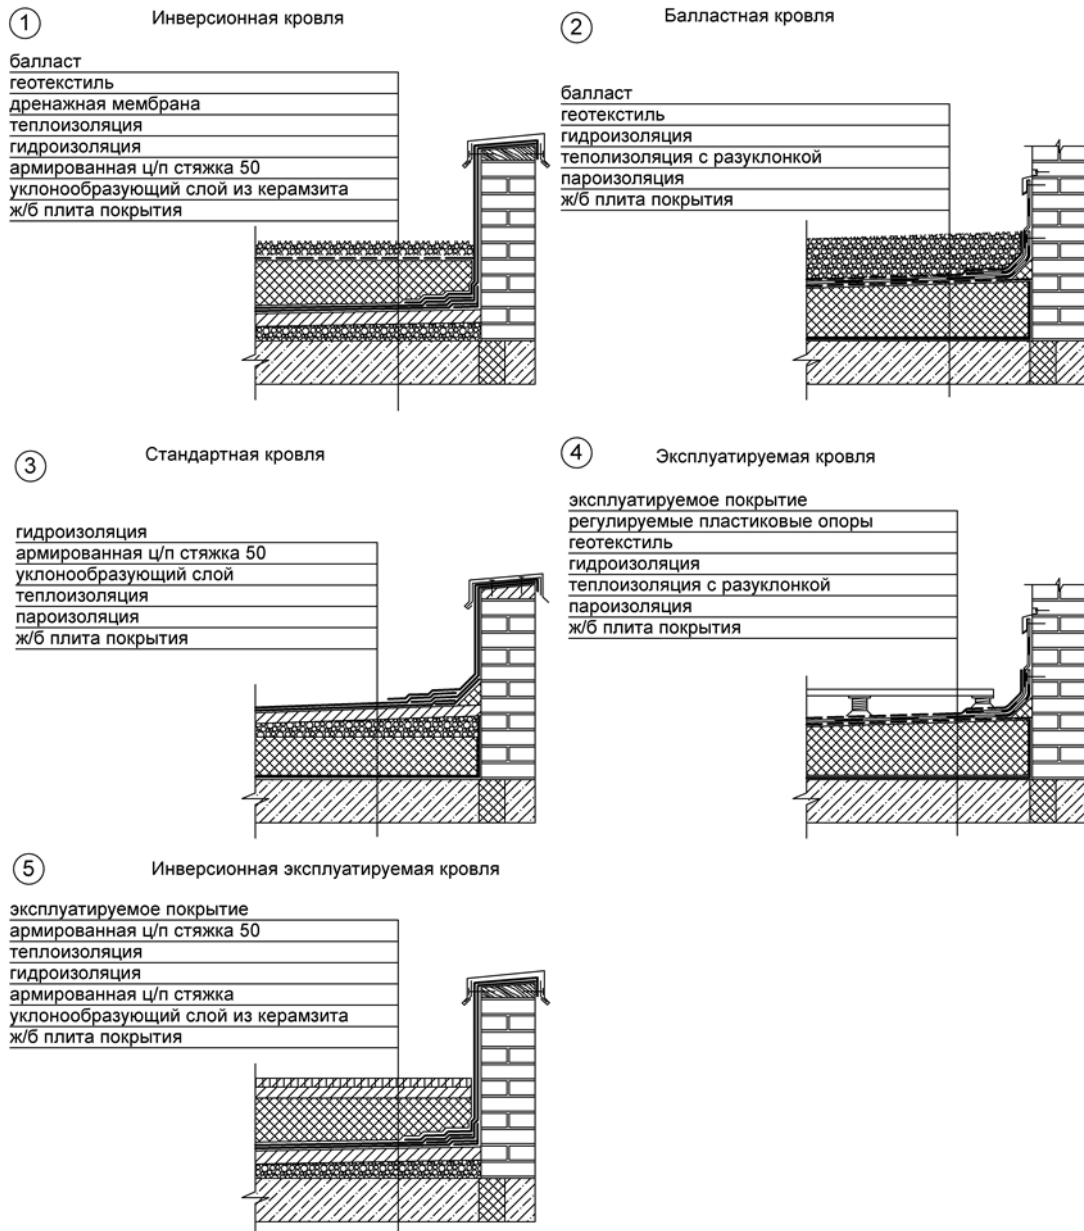 1
Инверсионная кровля
балласт
геотекстиль
дренажная мембрана
теплоизоляция
гидроизоляция
армированная ц/п стяжка 50
уклонообразующий слой из керамзита
ж/б плита покрытия
2
Балластная кровля
балласт
геотекстиль
гидроизоляция
теполизоляция с разуклонкой
пароизоляция
ж/б плита покрытия
3
Стандартная кровля
гидроизоляция
армированная ц/п стяжка 50
уклонообразующий слой
теплоизоляция
пароизоляция
ж/б плита покрытия
4
Эксплуатируемая кровля
эксплуатируемое покрытие
регулируемые пластиковые опоры
геотекстиль
гидроизоляция
теплоизоляция с разуклонкой
пароизоляция
ж/б плита покрытия
5
Инверсионная эксплуатируемая кровля
эксплуатируемое покрытие
армированная ц/п стяжка 50
теплоизоляция
гидроизоляция
армированная ц/п стяжка
уклонообразующий слой из керамзита
ж/б плита покрытия